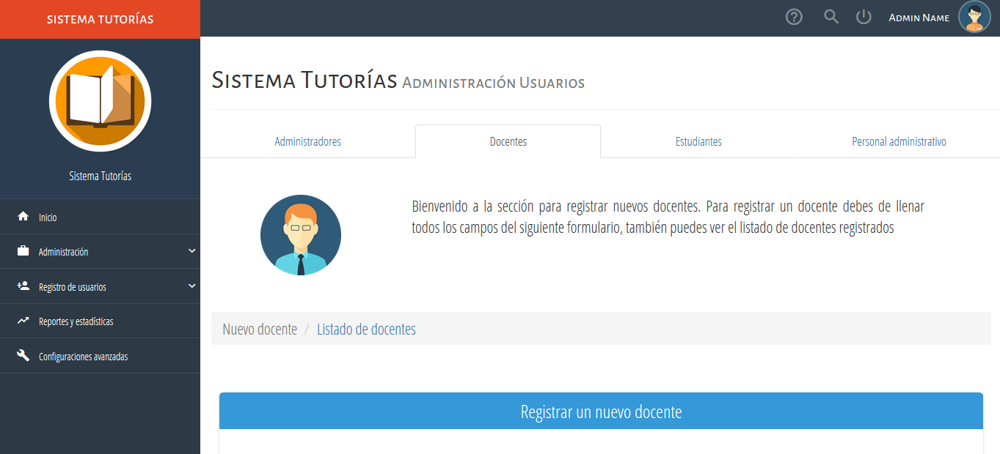 SISTEMA TUTORÍAS
Admin Name
Sistema Tutorías
Inicio
Administración
Registro de usuarios
Reportes y estadísticas
Configuraciones avanzadas
Sistema Tutorías Administración Usuarios
Administradores Docentes Estudiantes Personal administrativo
Bienvenido a la sección para registrar nuevos docentes. Para registrar un docente debes de llenar
todos los campos del siguiente formulario, también puedes ver el listado de docentes registrados
Nuevo docente / Listado de docentes
Registrar un nuevo docente